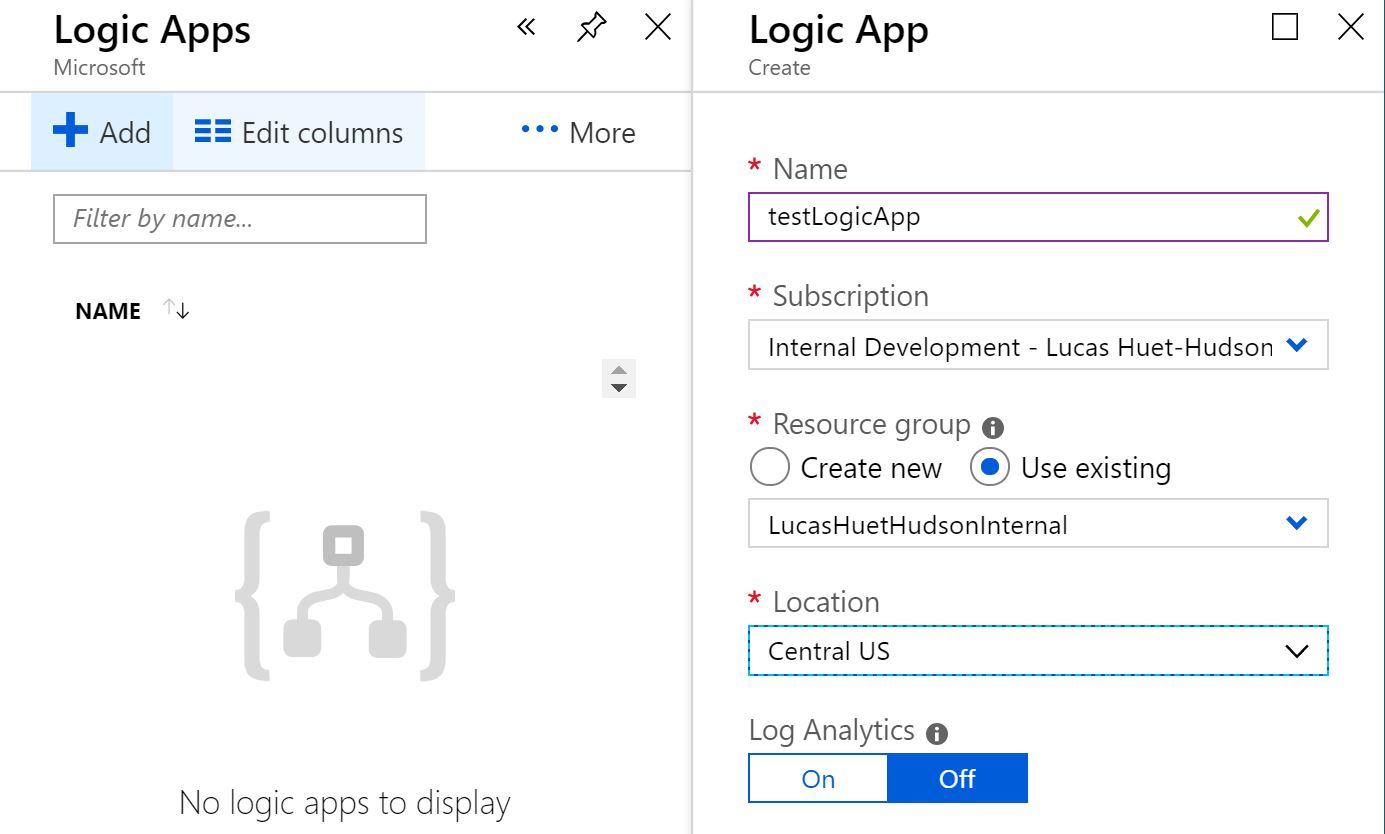 Logic Apps
Microsoft
Add
Edit columns
More
Filter by name...
NAME
No logic apps to display
Logic App
Create
* Name
testLogicApp
* Subscription
Internal Development - Lucas Huet-Hudson
* Resource group
Create new
Use existing
LucasHuetHudsonInternal
* Location
Central US
Log Analytics
On
Off